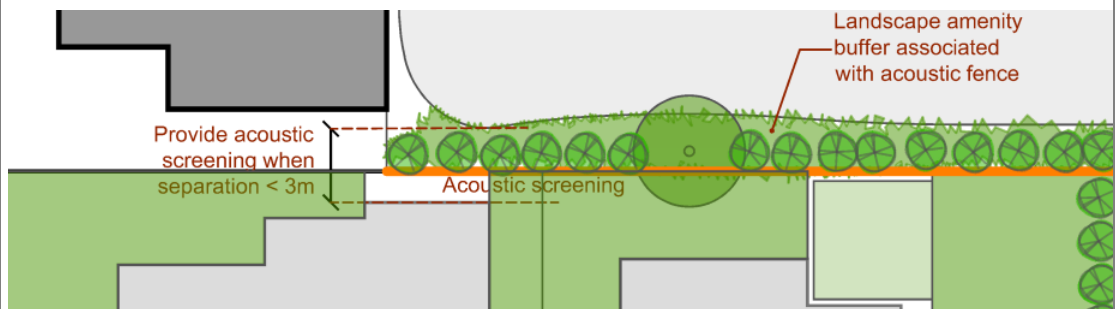 Landscape amenity
buffer associated
with acoustic fence
Provide acoustic
screening when
separation < 3m
Acoustic screening